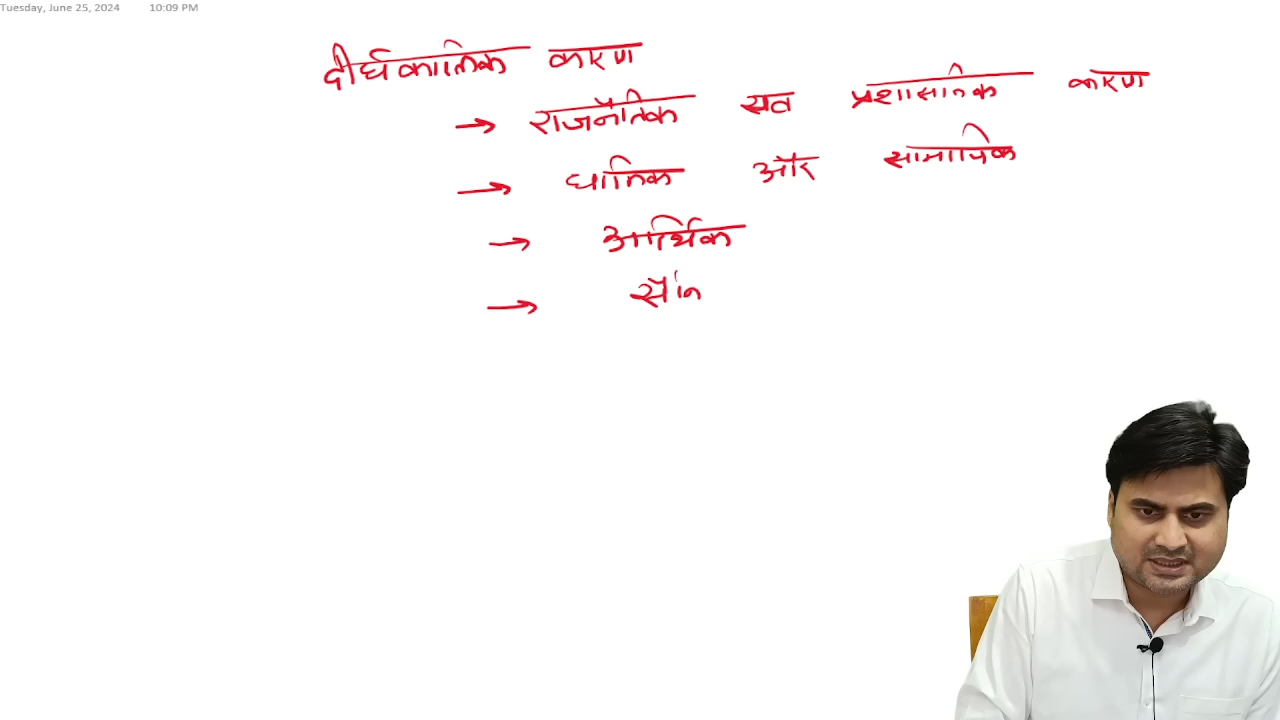 Tuesday, June 25, 2024 10:09 PM
दीर्घकालिक कारण
→ राजनैतिक एवं प्रशासनिक कारण
→ धार्मिक और सामाजिक
→ आर्थिक
→ सैनि